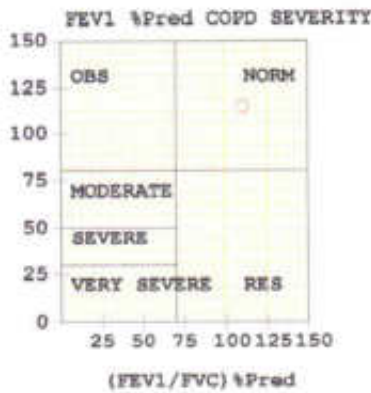 FEV1 %Pred COPD SEVERITY
150
OBS NORM
125
100
75
MODERATE
50
SEVERE
25
VERY SEVERE RES
0
25 50 75 100 125 150
(FEV1/FVC)%Pred